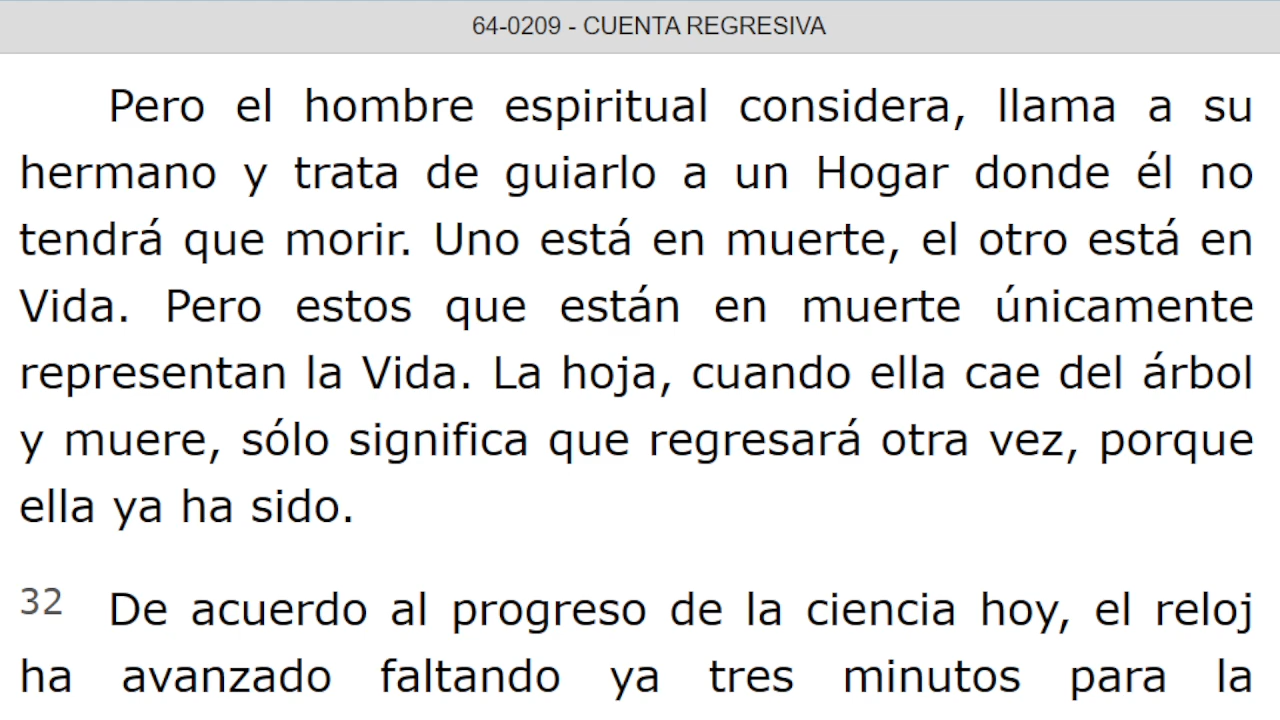 64-0209 - CUENTA REGRESIVA
Pero el hombre espiritual considera, llama a su
hermano y trata de guiarlo a un Hogar donde él no
tendrá que morir. Uno está en muerte, el otro está en
Vida. Pero estos que están en muerte únicamente
representan la Vida. La hoja, cuando ella cae del árbol
y muere, sólo significa que regresará otra vez, porque
ella ya ha sido.
32 De acuerdo al progreso de la ciencia hoy, el reloj
ha avanzado faltando ya tres minutos para la